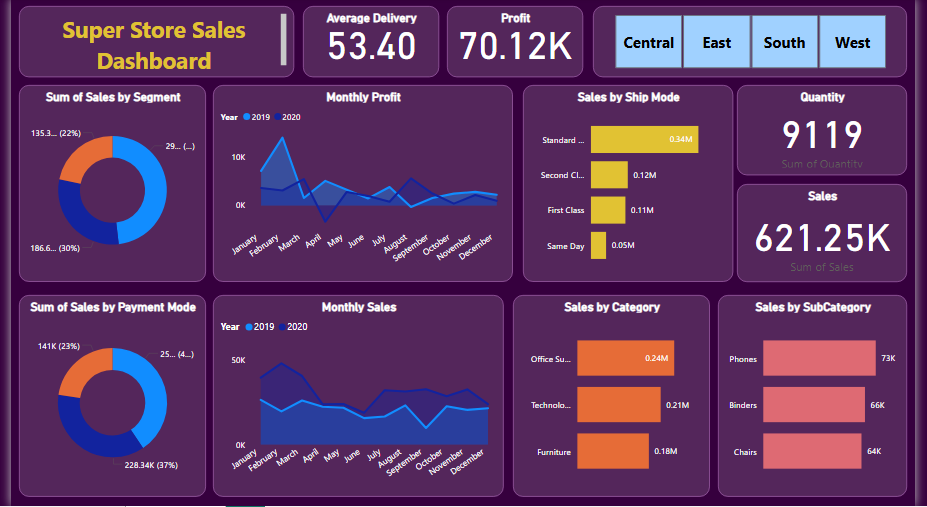 Super Store Sales
Dashboard
Average Delivery
53.40
Profit
70.12K
Central
East
South
West
Sum of Sales by Segment
135.3... (22%)
29... (...)
186.6... (30%)
Monthly Profit
Year 2019 2020
10K
0K
January
February
March
April
May
June
July
August
September
October
November
December
Sales by Ship Mode
Standard ...
0.34M
Second Cl...
0.12M
First Class
0.11M
Same Day
0.05M
Quantity
9119
Sum of Quantity
Sales
621.25K
Sum of Sales
Sum of Sales by Payment Mode
141K (23%)
25... (4...)
228.34K (37%)
Monthly Sales
Year 2019 2020
50K
0K
January
February
March
April
May
June
July
August
September
October
November
December
Sales by Category
Office Su...
0.24M
Technolo...
0.21M
Furniture
0.18M
Sales by SubCategory
Phones
73K
Binders
66K
Chairs
64K